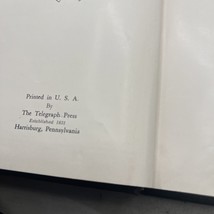 Printed in U. S. A.
By
The Telegraph Press
Established 1831
Harrisburg, Pennsylvania